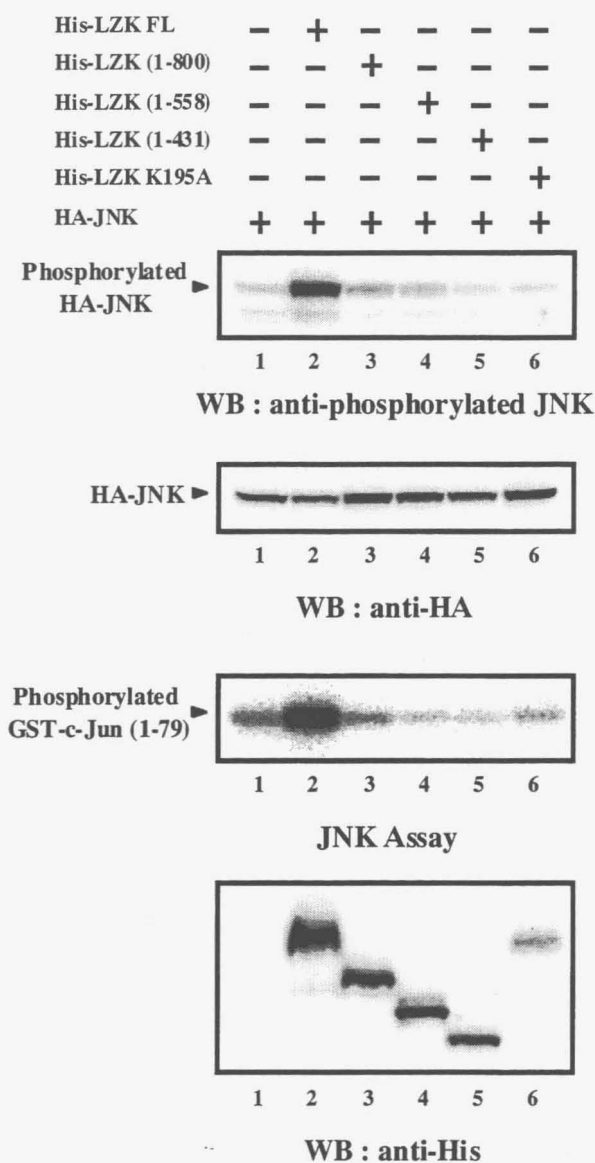 His-LZK FL − + − − − −
His-LZK (1-800) − − + − − −
His-LZK (1-558) − − − + − −
His-LZK (1-431) − − − − + −
His-LZK K195A − − − − − +
HA-JNK + + + + + +
Phosphorylated
HA-JNK
1 2 3 4 5 6
WB : anti-phosphorylated JNK
HA-JNK
1 2 3 4 5 6
WB : anti-HA
Phosphorylated
GST-c-Jun (1-79)
1 2 3 4 5 6
JNK Assay
1 2 3 4 5 6
WB : anti-His